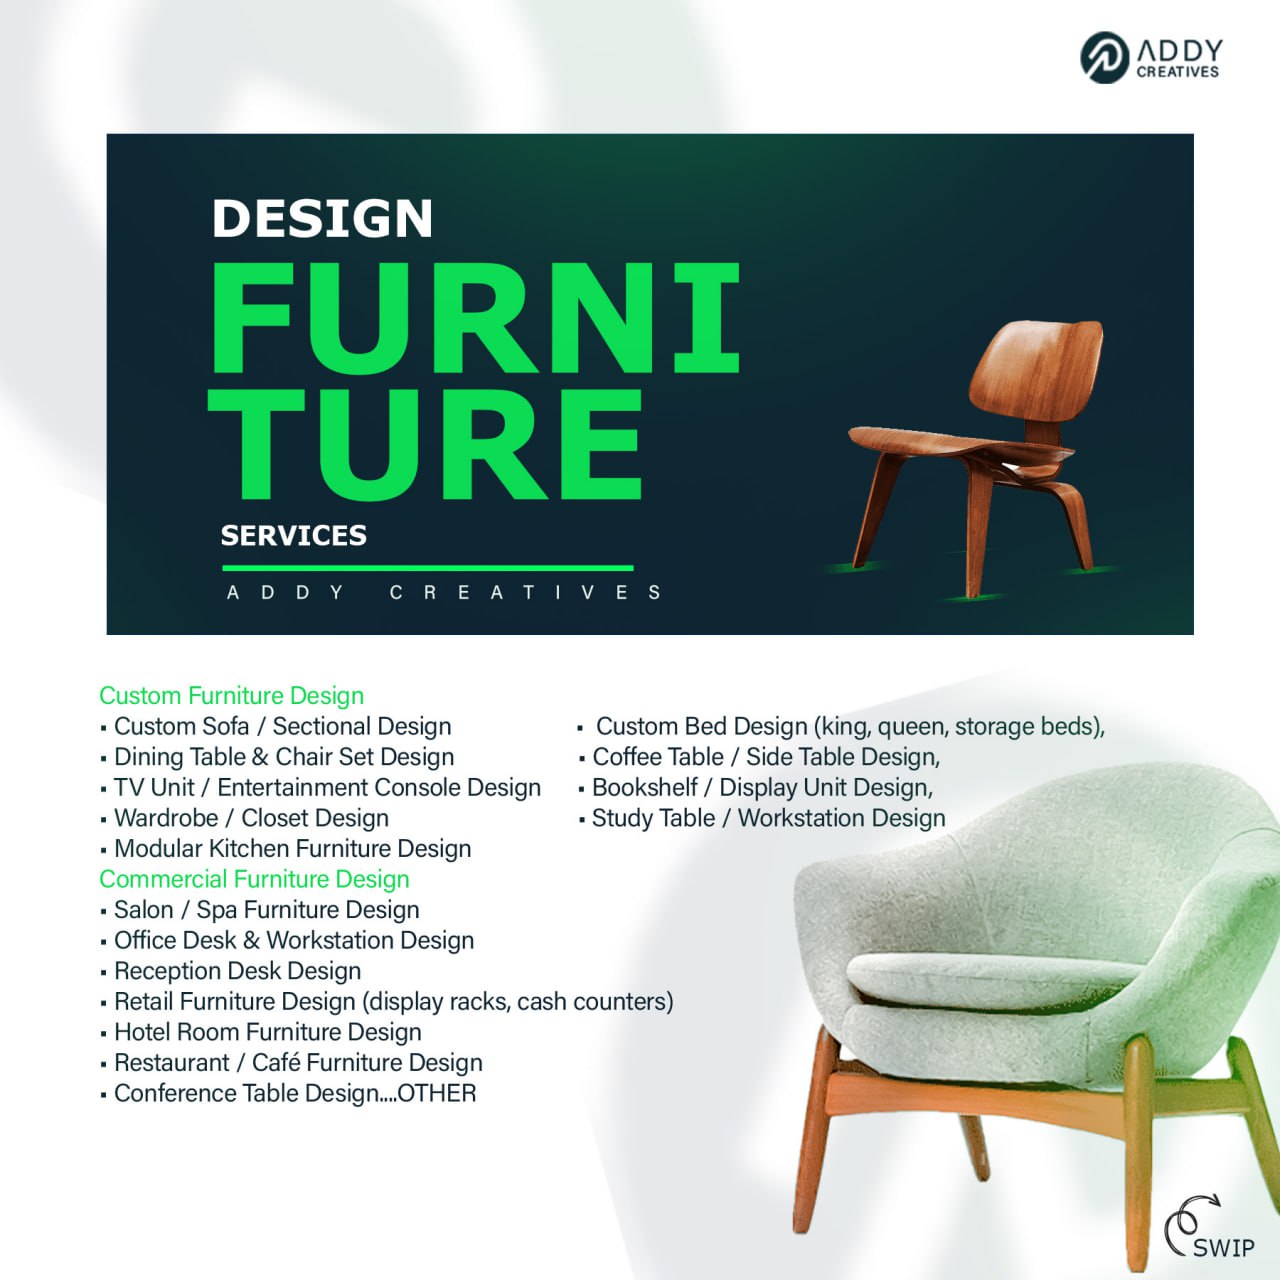 ADDY
CREATIVES
DESIGN
FURNI
TURE
SERVICES
ADDY CREATIVES
Custom Furniture Design
▪ Custom Sofa / Sectional Design
▪ Dining Table & Chair Set Design
▪ TV Unit / Entertainment Console Design
▪ Wardrobe / Closet Design
▪ Modular Kitchen Furniture Design
▪ Custom Bed Design (king, queen, storage beds),
▪ Coffee Table / Side Table Design,
▪ Bookshelf / Display Unit Design,
▪ Study Table / Workstation Design
Commercial Furniture Design
▪ Salon / Spa Furniture Design
▪ Office Desk & Workstation Design
▪ Reception Desk Design
▪ Retail Furniture Design (display racks, cash counters)
▪ Hotel Room Furniture Design
▪ Restaurant / Café Furniture Design
▪ Conference Table Design....OTHER
SWIP